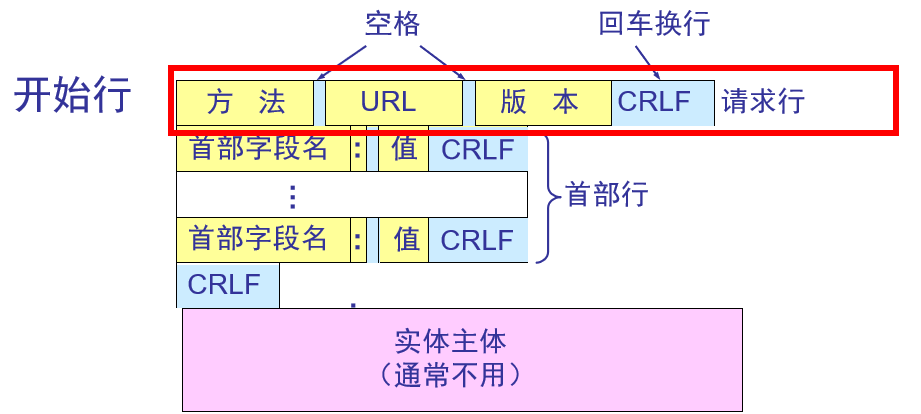 空格 回车换行
开始行 方 法 URL 版 本 CRLF 请求行
首部字段名 : 值 CRLF
⋮ 首部行
首部字段名 : 值 CRLF
CRLF
实体主体
(通常不用)